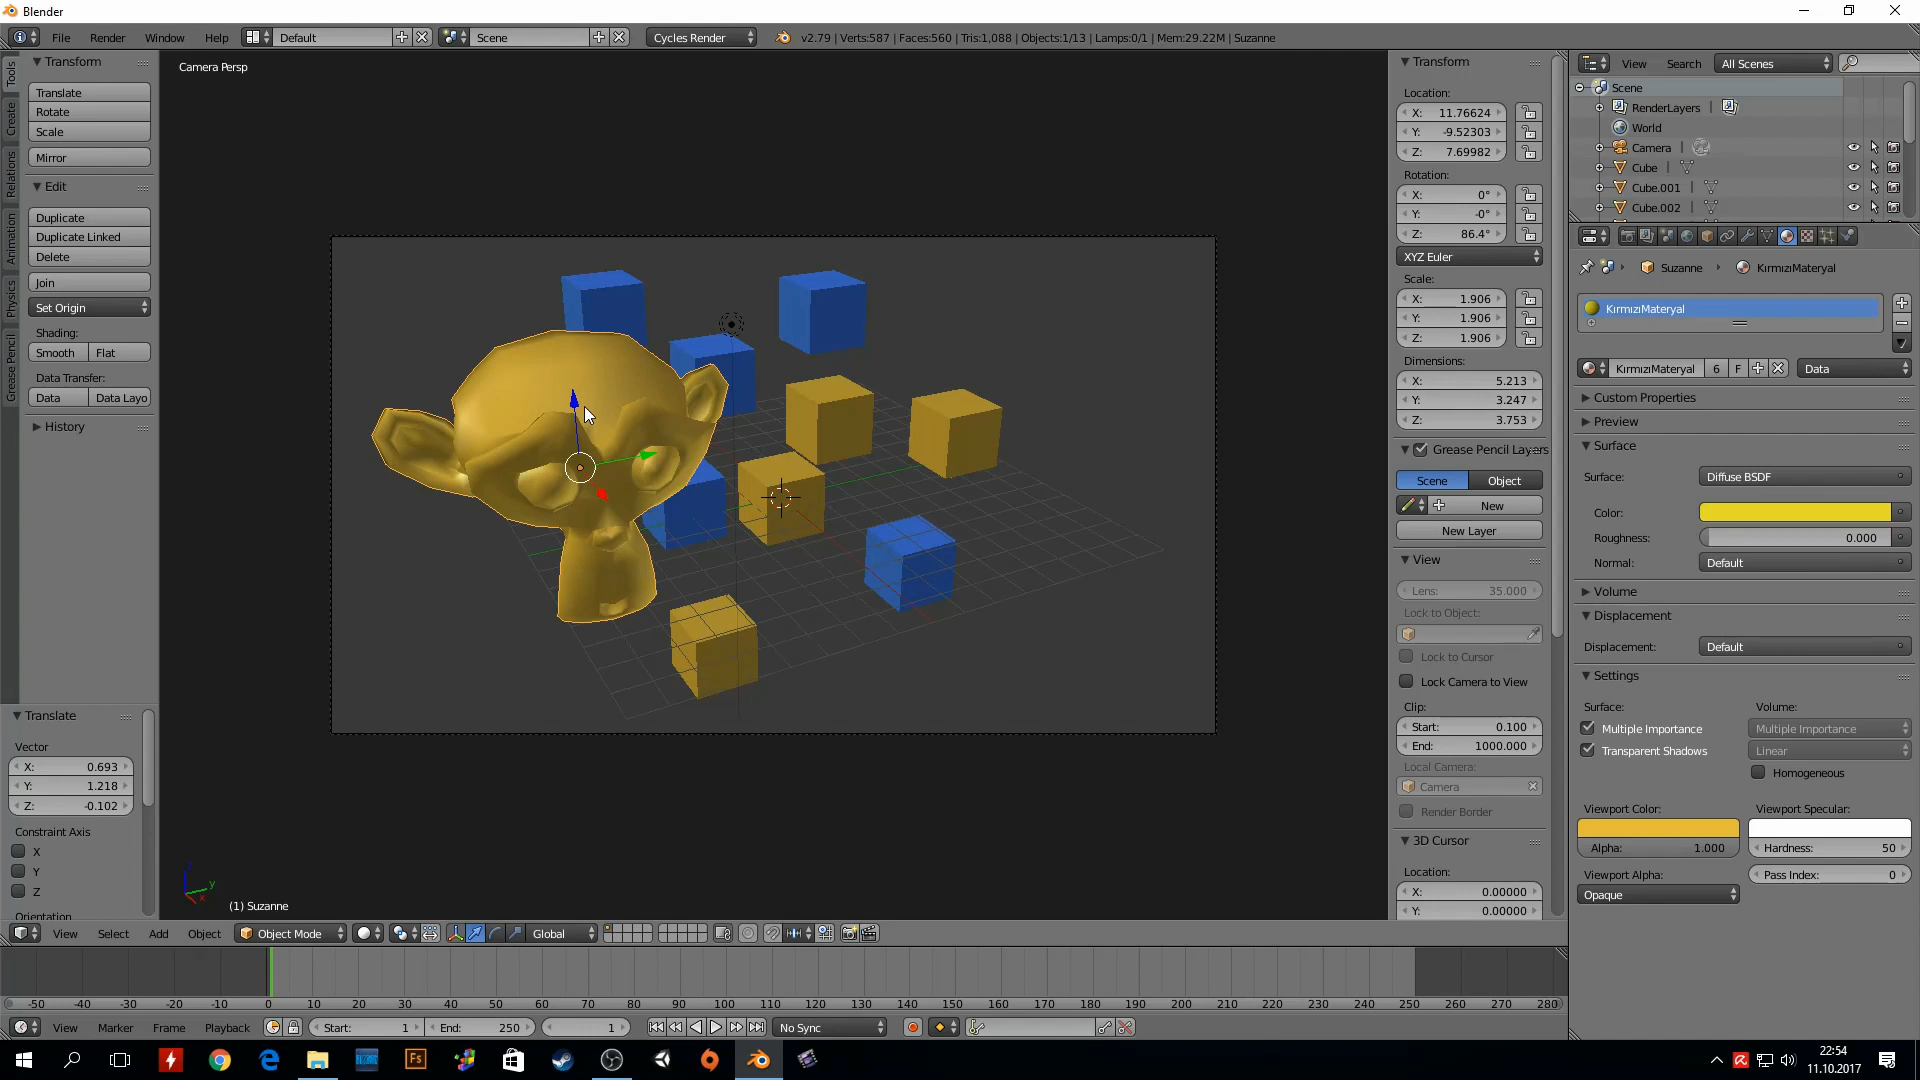 Blender
File Render Window Help Default Scene Cycles Render v2.79 | Verts:587 | Faces:560 | Tris:1,088 | Objects:1/13 | Lamps:0/1 | Mem:29.22M | Suzanne
Tools
Create
Relations
Animation
Physics
Grease Pencil
Transform
Translate
Rotate
Scale
Mirror
Edit
Duplicate
Duplicate Linked
Delete
Join
Set Origin
Shading:
Smooth Flat
Data Transfer:
Data Data Layo
History
Translate
Vector
X: 0.693
Y: 1.218
Z: -0.102
Constraint Axis
X
Y
Z
Orientation
Camera Persp
(1) Suzanne
Transform
Location:
X: 11.76624
Y: -9.52303
Z: 7.69982
Rotation:
X: 0°
Y: -0°
Z: 86.4°
XYZ Euler
Scale:
X: 1.906
Y: 1.906
Z: 1.906
Dimensions:
X: 5.213
Y: 3.247
Z: 3.753
Grease Pencil Layers
Scene Object
New
New Layer
View
Lens: 35.000
Lock to Object:
Lock to Cursor
Lock Camera to View
Clip:
Start: 0.100
End: 1000.000
Local Camera:
Camera
Render Border
3D Cursor
Location:
X: 0.00000
Y: 0.00000
View Search All Scenes
Scene
RenderLayers
World
Camera
Cube
Cube.001
Cube.002
Suzanne KırmızıMateryal
KırmızıMateryal
KırmızıMateryal 6 F Data
Custom Properties
Preview
Surface
Surface: Diffuse BSDF
Color:
Roughness: 0.000
Normal: Default
Volume
Displacement
Displacement: Default
Settings
Surface: Volume:
Multiple Importance Multiple Importance
Transparent Shadows Linear
Homogeneous
Viewport Color: Viewport Specular:
Alpha: 1.000 Hardness: 50
Viewport Alpha: Pass Index: 0
Opaque
View Select Add Object Object Mode Global
-50 -40 -30 -20 -10 0 10 20 30 40 50 60 70 80 90 100 110 120 130 140 150 160 170 180 190 200 210 220 230 240 250 260 270 280
View Marker Frame Playback Start: 1 End: 250 1 No Sync
Fs
22:54
11.10.2017